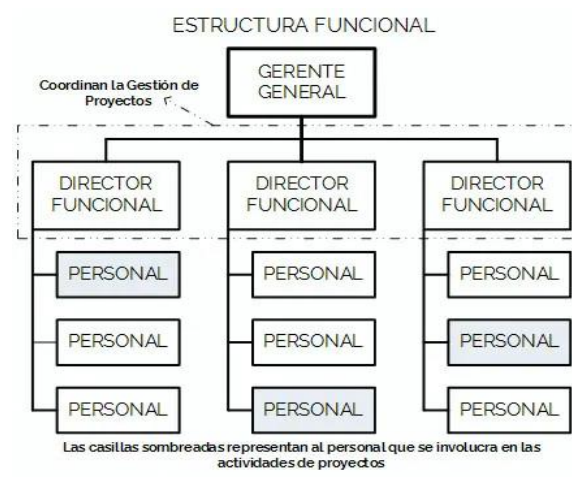 ESTRUCTURA FUNCIONAL
GERENTE
GENERAL
Coordinan la Gestión de
Proyectos
DIRECTOR
FUNCIONAL
DIRECTOR
FUNCIONAL
DIRECTOR
FUNCIONAL
PERSONAL
PERSONAL
PERSONAL
PERSONAL
PERSONAL
PERSONAL
PERSONAL
PERSONAL
PERSONAL
Las casillas sombreadas representan al personal que se involucra en las
actividades de proyectos